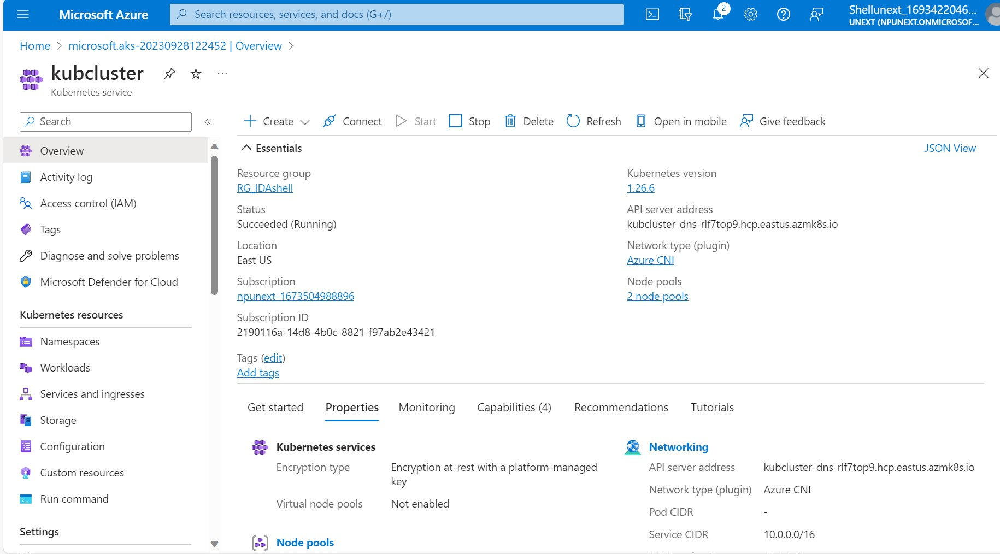 Microsoft Azure
Search resources, services, and docs (G+/)
2
Shellunext_1693422046...
UNEXT (NPUNEXT.ONMICROSOF...
Home > microsoft.aks-20230928122452 | Overview >
kubcluster
Kubernetes service
Search
Overview
Activity log
Access control (IAM)
Tags
Diagnose and solve problems
Microsoft Defender for Cloud
Kubernetes resources
Namespaces
Workloads
Services and ingresses
Storage
Configuration
Custom resources
Run command
Settings
Create
Connect
Start
Stop
Delete
Refresh
Open in mobile
Give feedback
Essentials
JSON View
Resource group
RG_IDAshell
Status
Succeeded (Running)
Location
East US
Subscription
npunext-1673504988896
Subscription ID
2190116a-14d8-4b0c-8821-f97ab2e43421
Tags (edit)
Add tags
Kubernetes version
1.26.6
API server address
kubcluster-dns-rlf7top9.hcp.eastus.azmk8s.io
Network type (plugin)
Azure CNI
Node pools
2 node pools
Get started
Properties
Monitoring
Capabilities (4)
Recommendations
Tutorials
Kubernetes services
Encryption type
Encryption at-rest with a platform-managed
key
Virtual node pools
Not enabled
Node pools
Networking
API server address
kubcluster-dns-rlf7top9.hcp.eastus.azmk8s.io
Network type (plugin)
Azure CNI
Pod CIDR
-
Service CIDR
10.0.0.0/16